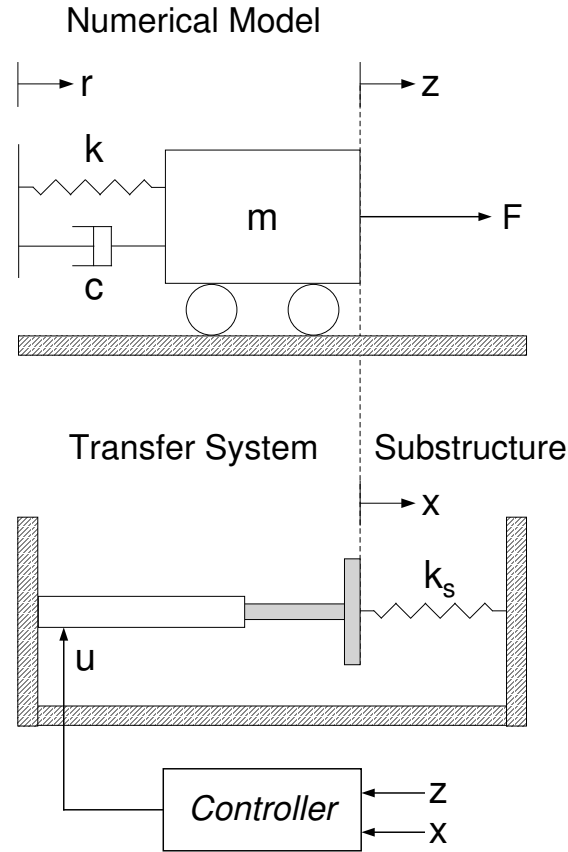 Numerical Model
r
z
k
m
F
c
Transfer System
Substructure
x
k_s
u
Controller
z
x